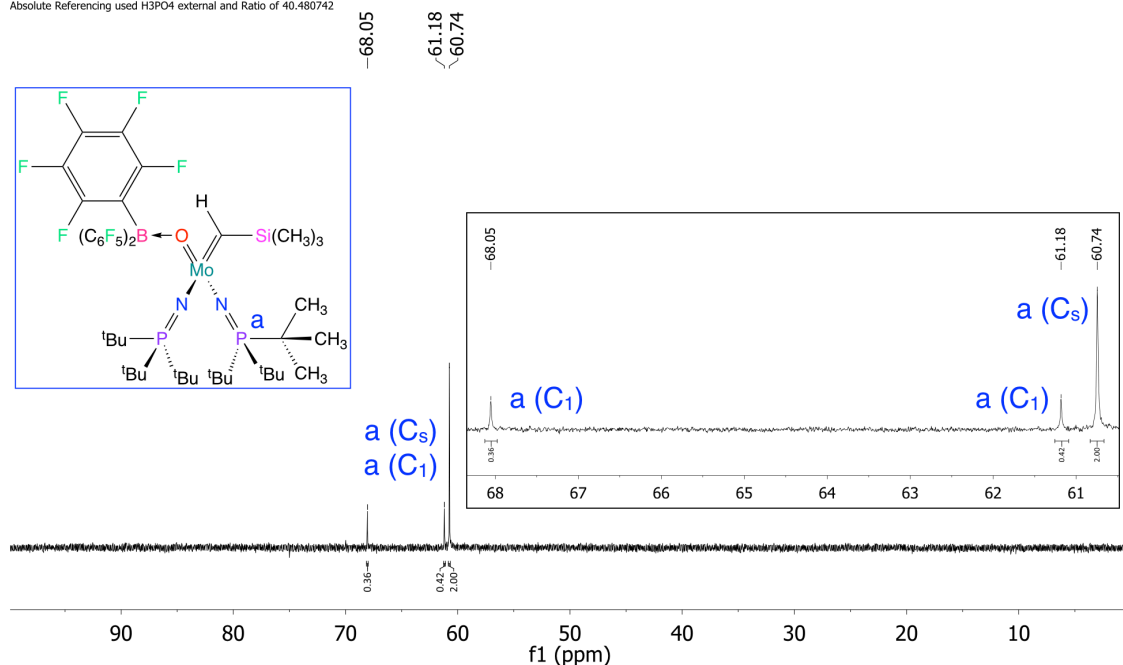 Absolute Referencing used H3PO4 external and Ratio of 40.480742
68.05
61.18
60.74
F
F
F
F
F
(C6F5)2B
O
H
Si(CH3)3
Mo
N
N
a
P
P
tBu
tBu
tBu
tBu
tBu
CH3
CH3
CH3
68.05
61.18
60.74
a (Cs)
a (C1)
a (C1)
0.36
0.42
2.00
68
67
66
65
64
63
62
61
a (Cs)
a (C1)
0.36
0.42
2.00
90
80
70
60
50
40
30
20
10
f1 (ppm)